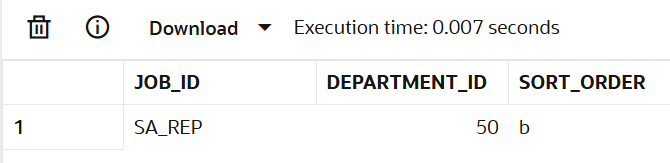 Download Execution time: 0.007 seconds
JOB_ID DEPARTMENT_ID SORT_ORDER
1 SA_REP 50 b